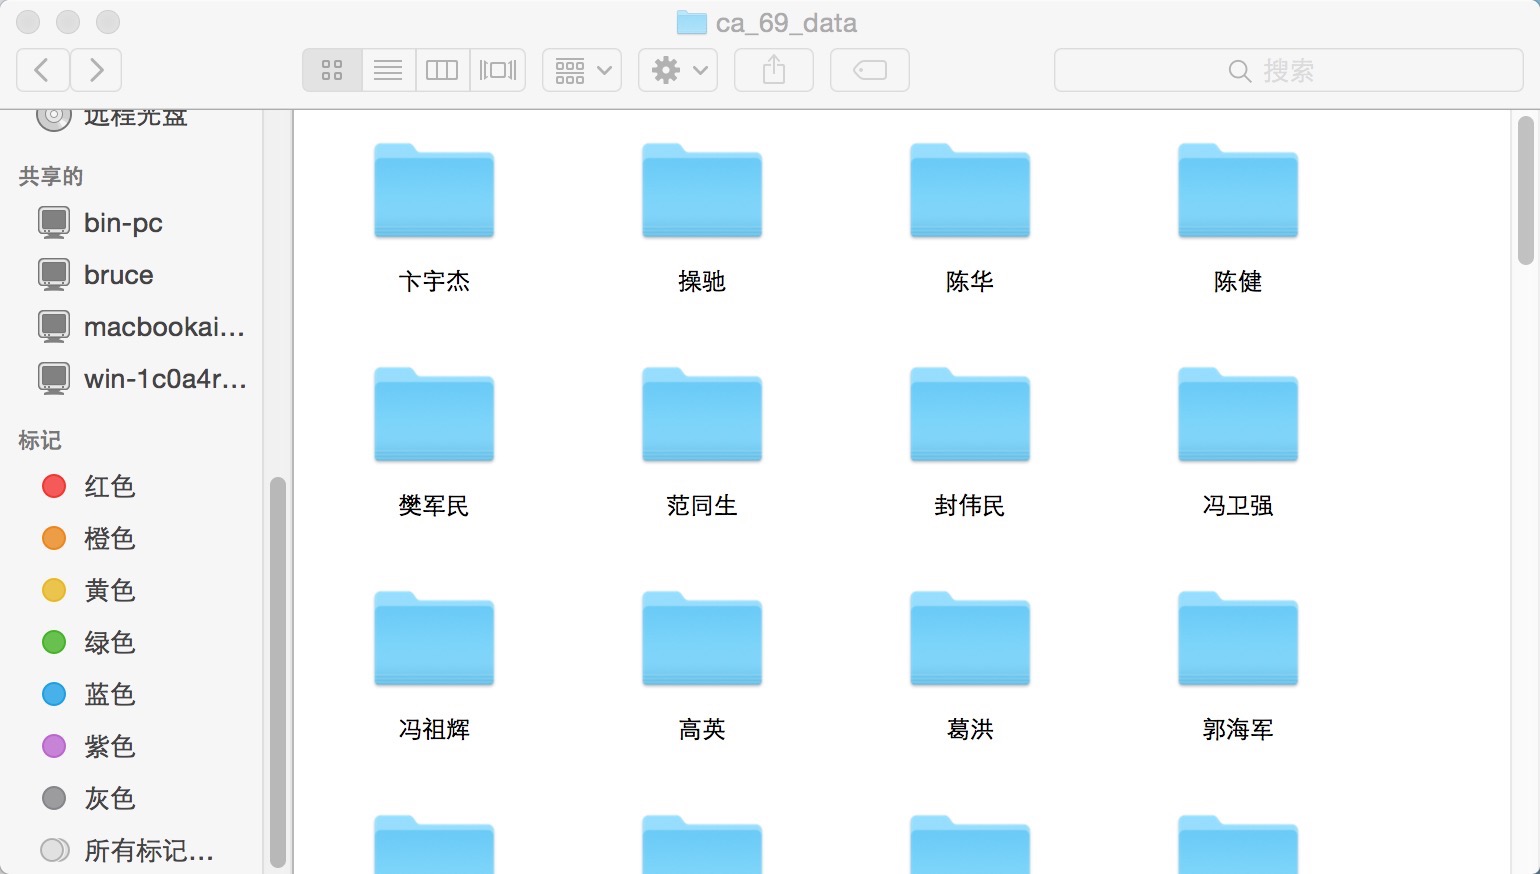 ca_69_data
搜索
远程光盘
共享的
bin-pc
bruce
macbookai...
win-1c0a4r...
标记
红色
橙色
黄色
绿色
蓝色
紫色
灰色
所有标记...
卞宇杰
操驰
陈华
陈健
樊军民
范同生
封伟民
冯卫强
冯祖辉
高英
葛洪
郭海军